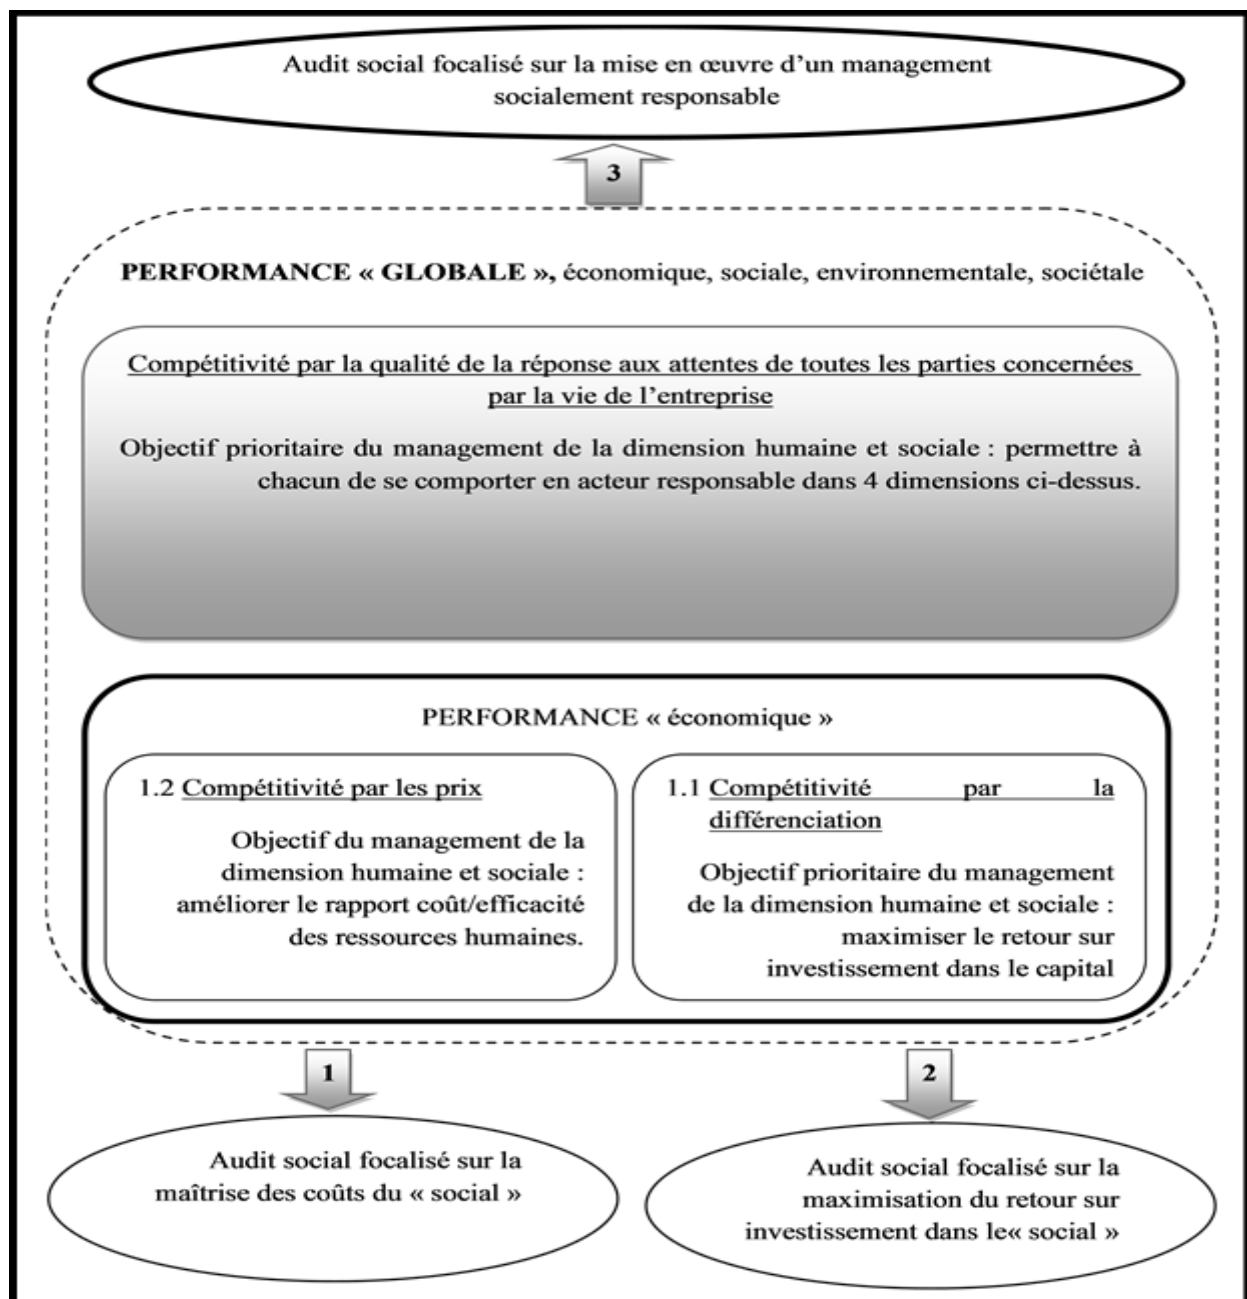 Audit social focalisé sur la mise en œuvre d’un management
socialement responsable
3
PERFORMANCE « GLOBALE », économique, sociale, environnementale, sociétale
Compétitivité par la qualité de la réponse aux attentes de toutes les parties concernées
par la vie de l’entreprise
Objectif prioritaire du management de la dimension humaine et sociale : permettre à
chacun de se comporter en acteur responsable dans 4 dimensions ci-dessus.
PERFORMANCE « économique »
1.2 Compétitivité par les prix
Objectif du management de la
dimension humaine et sociale :
améliorer le rapport coût/efficacité
des ressources humaines.
1.1 Compétitivité par la
différenciation
Objectif prioritaire du management
de la dimension humaine et sociale :
maximiser le retour sur
investissement dans le capital
1
2
Audit social focalisé sur la
maîtrise des coûts du « social »
Audit social focalisé sur la
maximisation du retour sur
investissement dans le« social »